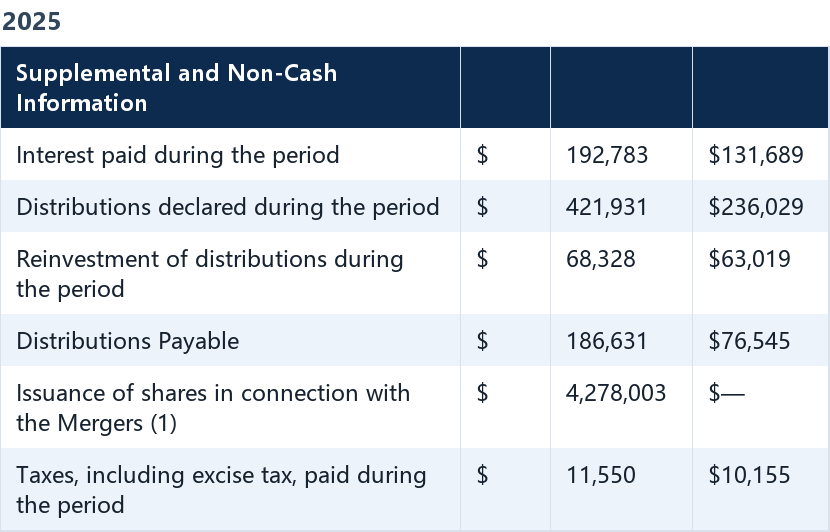 2025
Supplemental and Non-Cash
Information
Interest paid during the period $ 192,783 $131,689
Distributions declared during the period $ 421,931 $236,029
Reinvestment of distributions during
the period $ 68,328 $63,019
Distributions Payable $ 186,631 $76,545
Issuance of shares in connection with
the Mergers (1) $ 4,278,003 $—
Taxes, including excise tax, paid during
the period $ 11,550 $10,155